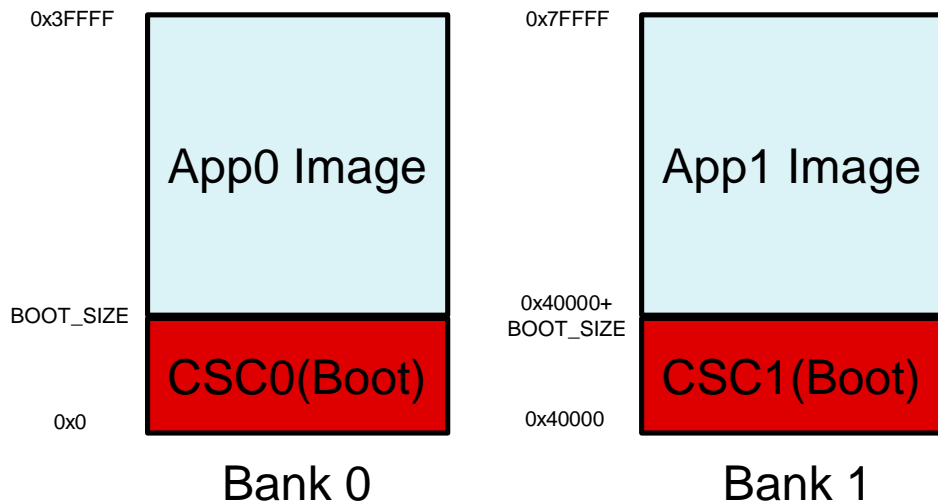 0x3FFFF
0x7FFFF
App0 Image
App1 Image
BOOT_SIZE
0x40000+
BOOT_SIZE
CSC0(Boot)
CSC1(Boot)
0x0
0x40000
Bank 0
Bank 1